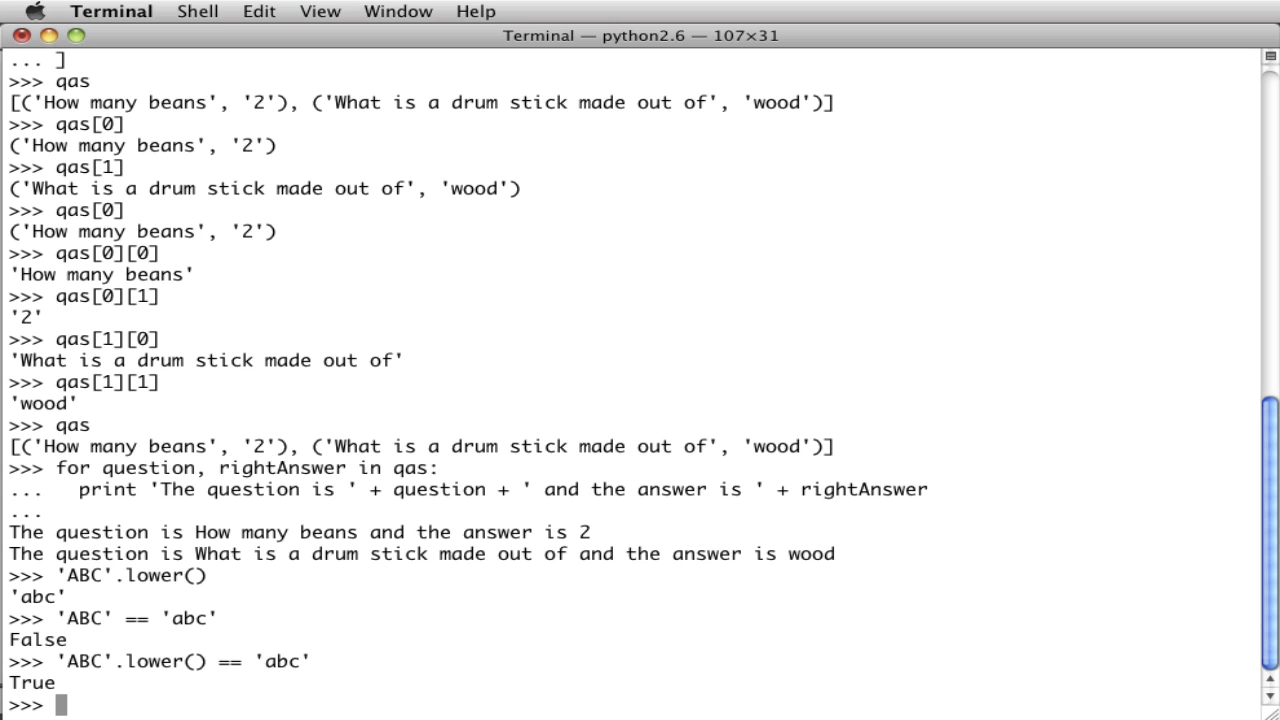 Terminal Shell Edit View Window Help
Terminal — python2.6 — 107×31
... ]
>>> qas
[('How many beans', '2'), ('What is a drum stick made out of', 'wood')]
>>> qas[0]
('How many beans', '2')
>>> qas[1]
('What is a drum stick made out of', 'wood')
>>> qas[0]
('How many beans', '2')
>>> qas[0][0]
'How many beans'
>>> qas[0][1]
'2'
>>> qas[1][0]
'What is a drum stick made out of'
>>> qas[1][1]
'wood'
>>> qas
[('How many beans', '2'), ('What is a drum stick made out of', 'wood')]
>>> for question, rightAnswer in qas:
...   print 'The question is ' + question + ' and the answer is ' + rightAnswer
...
The question is How many beans and the answer is 2
The question is What is a drum stick made out of and the answer is wood
>>> 'ABC'.lower()
'abc'
>>> 'ABC' == 'abc'
False
>>> 'ABC'.lower() == 'abc'
True
>>>